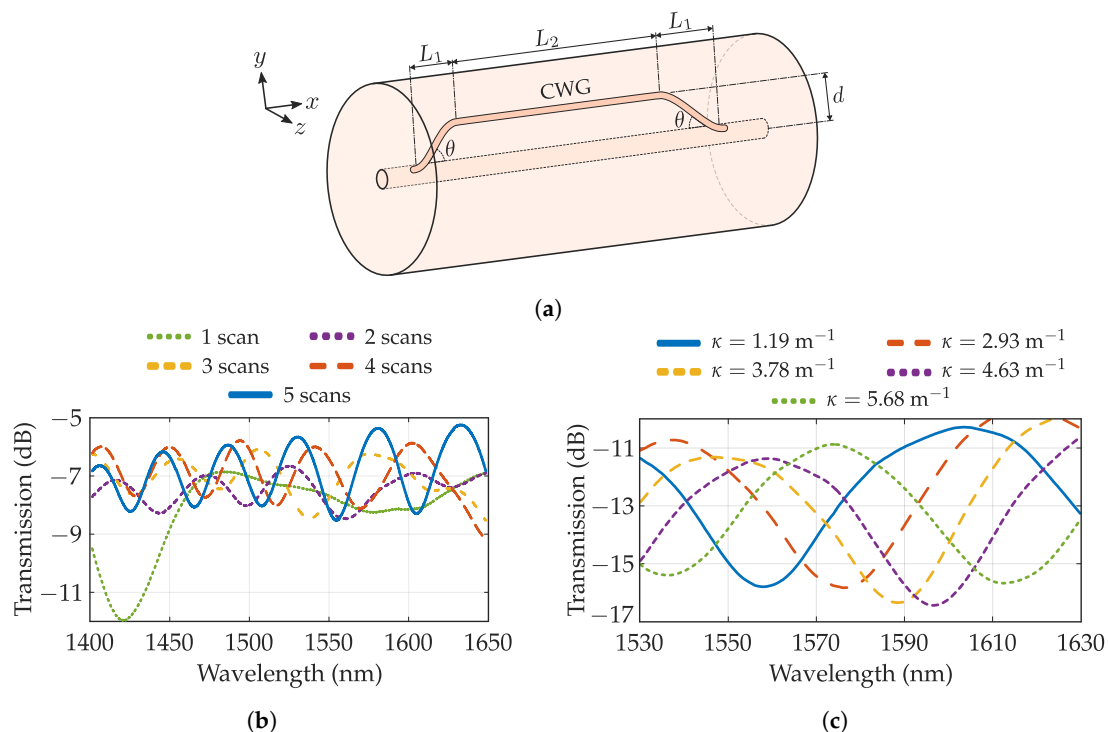 L₁ L₂ L₁
y
x
z
CWG
d
θ θ
(a)
1 scan 2 scans
3 scans 4 scans
5 scans
Transmission (dB)
−5
−7
−9
−11
1400 1450 1500 1550 1600 1650
Wavelength (nm)
(b)
κ = 1.19 m⁻¹ κ = 2.93 m⁻¹
κ = 3.78 m⁻¹ κ = 4.63 m⁻¹
κ = 5.68 m⁻¹
Transmission (dB)
−11
−13
−15
−17
1530 1550 1570 1590 1610 1630
Wavelength (nm)
(c)